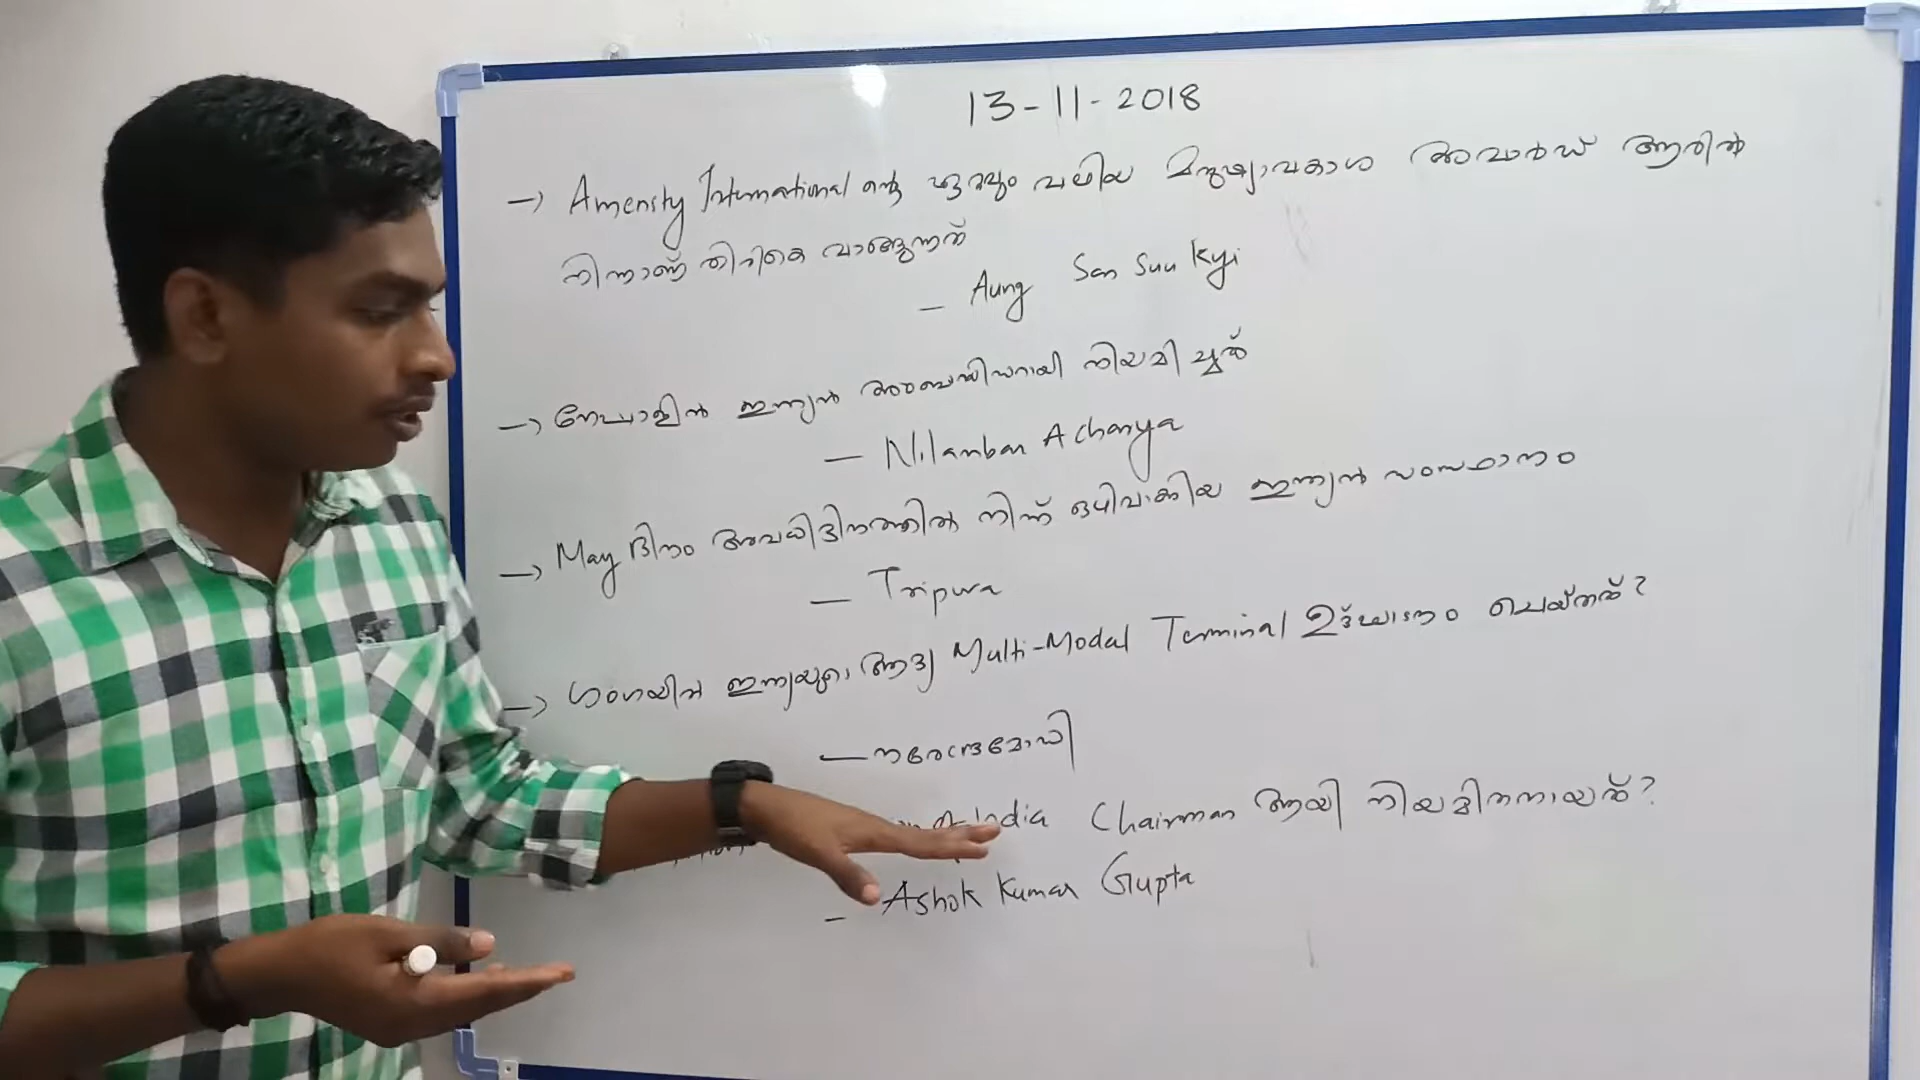 13-11-2018
→ Amensty International ന്റെ ഏറ്റവും വലിയ മനുഷ്യാവകാശ അവാർഡ് ആരിൽ
നിന്നാണ് തിരികെ വാങ്ങുന്നത്
– Aung San Suu Kyi
→ നേപ്പാളിൽ ഇന്ത്യൻ അംബാസിഡറായി നിയമിച്ചത്
– Nilambar Acharya
→ May ദിനം അവധിദിനത്തിൽ നിന്ന് ഒഴിവാക്കിയ ഇന്ത്യൻ സംസ്ഥാനം
– Tripura
→ ഗംഗയിൽ ഇന്ത്യയുടെ ആദ്യ Multi-Modal Terminal ഉദ്ഘാടനം ചെയ്തത്?
– നരേന്ദ്രമോഡി
India Chairman ആയി നിയമിതനായത്?
– Ashok Kumar Gupta